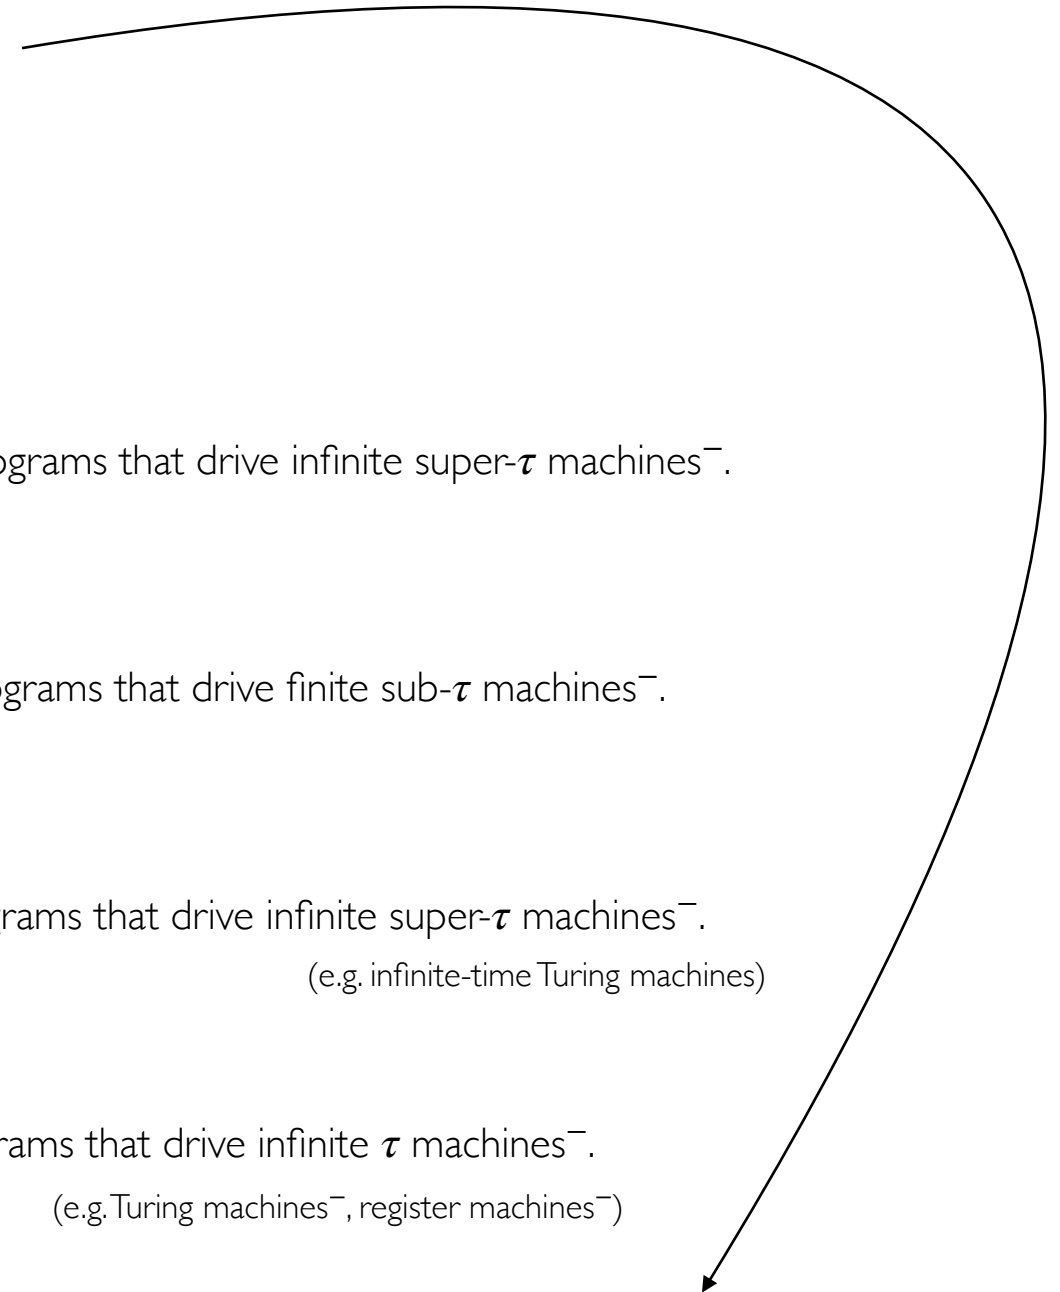 ograms that drive infinite super-τ machines⁻.
ograms that drive finite sub-τ machines⁻.
grams that drive infinite super-τ machines⁻.
(e.g. infinite-time Turing machines)
rams that drive infinite τ machines⁻.
(e.g. Turing machines⁻, register machines⁻)